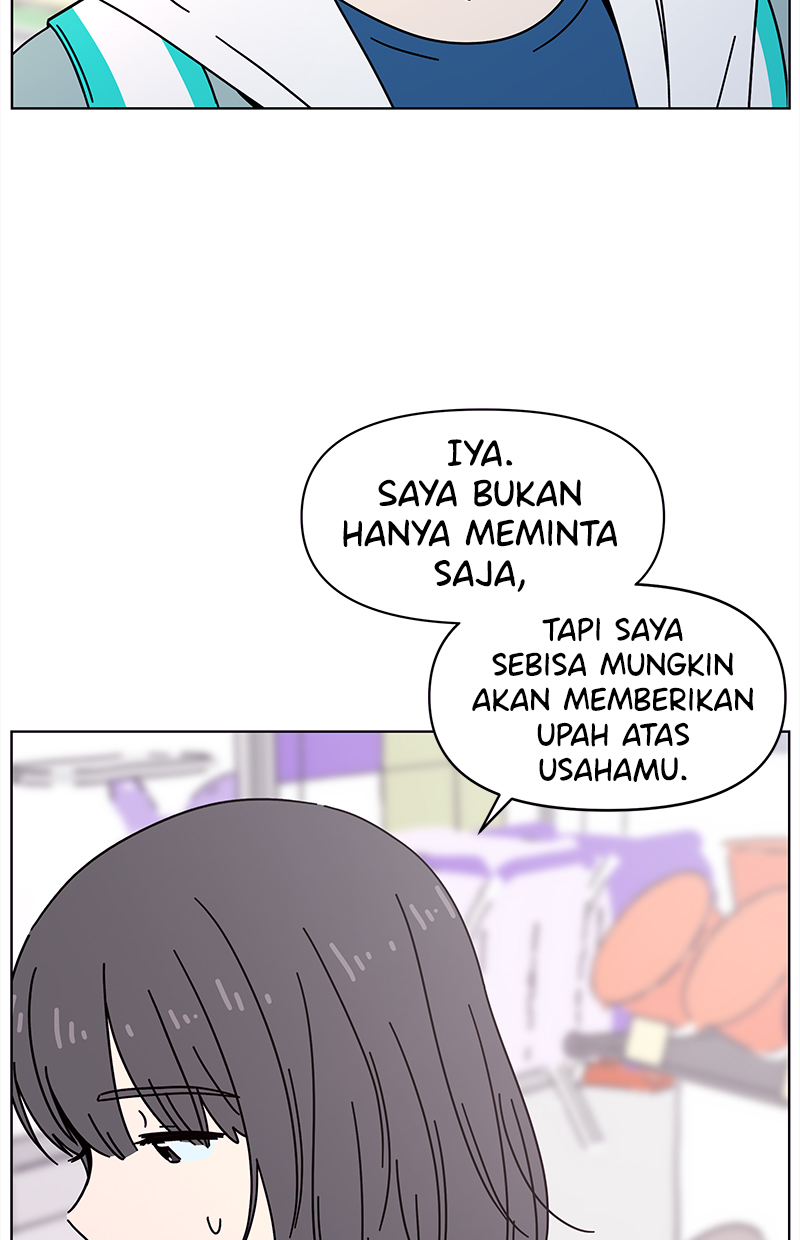 IYA.
SAYA BUKAN
HANYA MEMINTA
SAJA,
TAPI SAYA
SEBISA MUNGKIN
AKAN MEMBERIKAN
UPAH ATAS
USAHAMU.